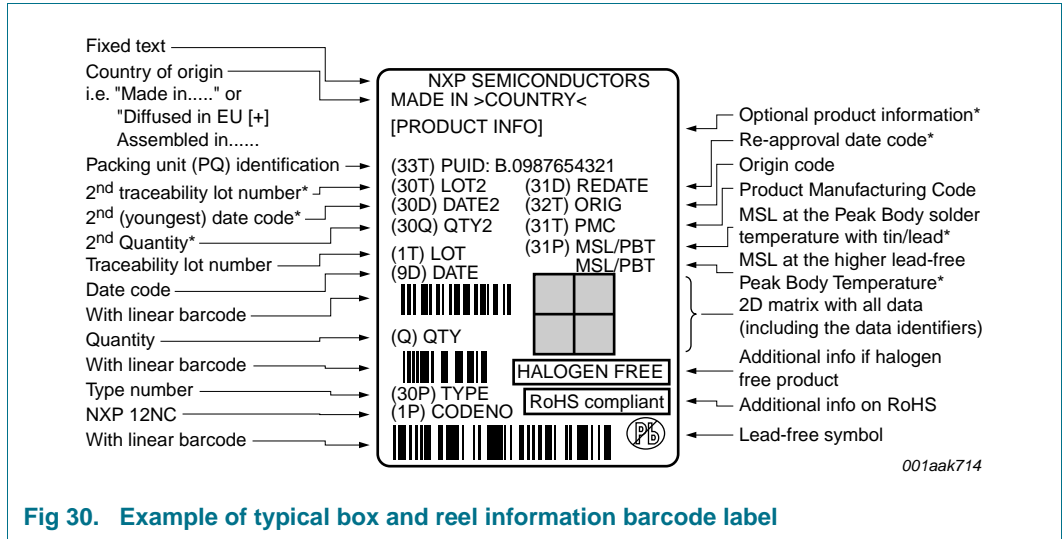 Fixed text
Country of origin
i.e. "Made in....." or
"Diffused in EU [+]
Assembled in......
Packing unit (PQ) identification
2nd traceability lot number*
2nd (youngest) date code*
2nd Quantity*
Traceability lot number
Date code
With linear barcode
Quantity
With linear barcode
Type number
NXP 12NC
With linear barcode
NXP SEMICONDUCTORS
MADE IN >COUNTRY<
[PRODUCT INFO]
(33T) PUID: B.0987654321
(30T) LOT2 (31D) REDATE
(30D) DATE2 (32T) ORIG
(30Q) QTY2 (31T) PMC
(31P) MSL/PBT
(1T) LOT MSL/PBT
(9D) DATE
(Q) QTY
HALOGEN FREE
(30P) TYPE
(1P) CODENO RoHS compliant
Pb
Optional product information*
Re-approval date code*
Origin code
Product Manufacturing Code
MSL at the Peak Body solder
temperature with tin/lead*
MSL at the higher lead-free
Peak Body Temperature*
2D matrix with all data
(including the data identifiers)
Additional info if halogen
free product
Additional info on RoHS
Lead-free symbol
001aak714
Fig 30. Example of typical box and reel information barcode label